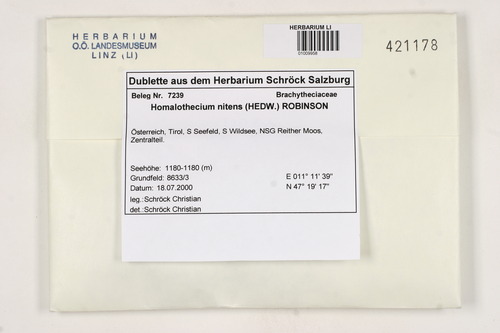 HERBARIUM
O.Ö. LANDESMUSEUM
LINZ (LI)
HERBARIUM LI
01009958
421178
Dublette aus dem Herbarium Schröck Salzburg
Beleg Nr. 7239 Brachytheciaceae
Homalothecium nitens (HEDW.) ROBINSON
Österreich, Tirol, S Seefeld, S Wildsee, NSG Reither Moos,
Zentralteil.
Seehöhe: 1180-1180 (m)
Grundfeld: 8633/3 E 011° 11' 39"
Datum: 18.07.2000 N 47° 19' 17"
leg.:Schröck Christian
det.:Schröck Christian